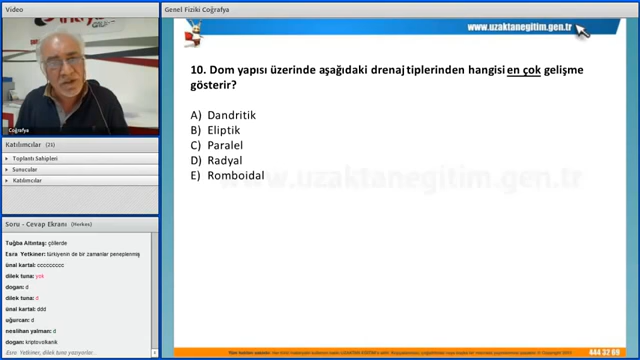 Video
Genel Fiziki Coğrafya
www.uzaktanegitim.gen.tr
10. Dom yapısı üzerinde aşağıdaki drenaj tiplerinden hangisi en çok gelişme
gösterir?
A) Dandritik
B) Eliptik
C) Paralel
D) Radyal
E) Romboidal
www.uzaktanegitim.gen.tr
Coğrafya
Katılımcılar (21)
Toplantı Sahipleri
Sunucular
Katılımcılar
Soru - Cevap Ekranı (Herkes)
Tuğba Altıntaş: çöllerde
Esra Yetkiner: türkiyenin de bir zamanlar peneplenmiş
ünal kartal: ccccccccc
dilek tuna: yok
dogan: d
dilek tuna: d
ünal kartal: ddd
uğurcan: d
neslihan yalman: d
dogan: kriptovolkanik
Esra Yetkiner, dilek tuna yazıyorlar.
444 32 69